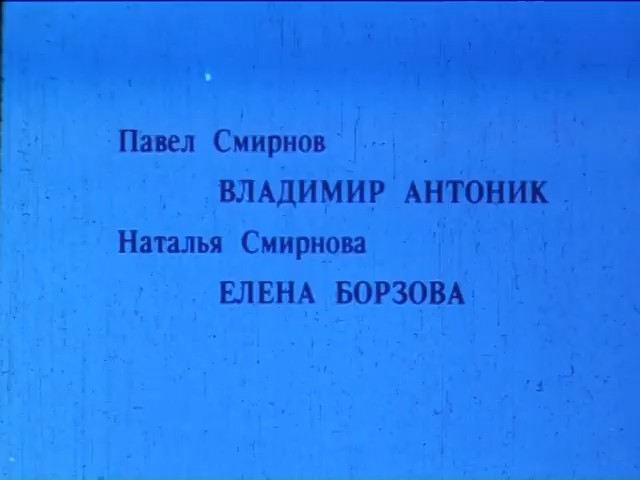 Павел Смирнов
ВЛАДИМИР АНТОНИК
Наталья Смирнова
ЕЛЕНА БОРЗОВА